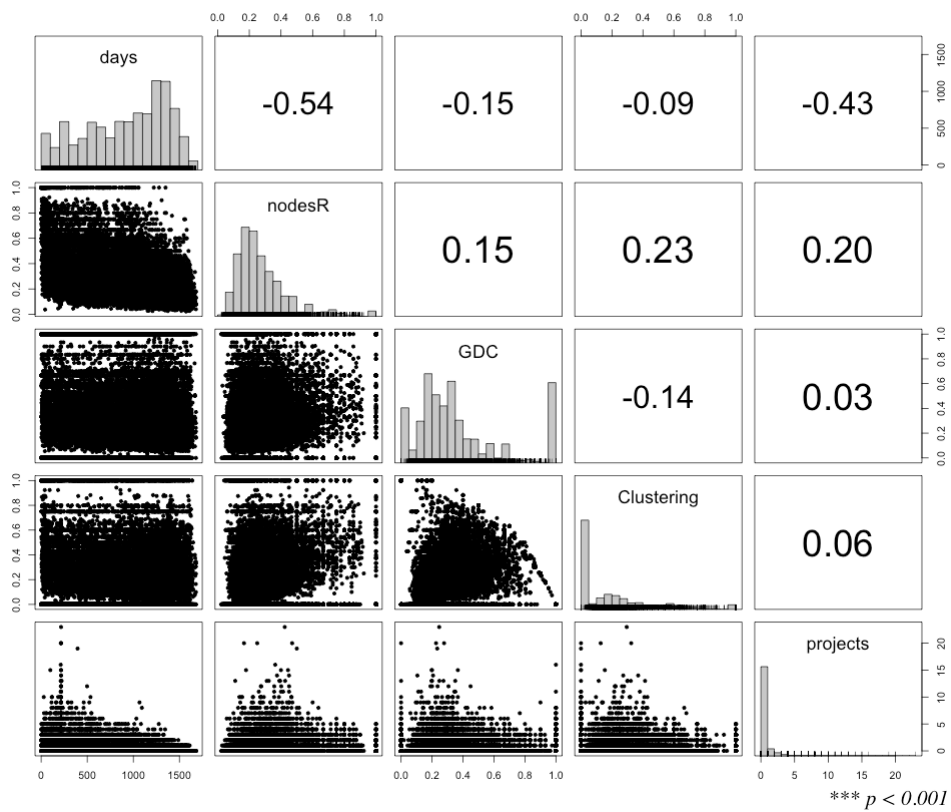 0.0 0.2 0.4 0.6 0.8 1.0 0.0 0.2 0.4 0.6 0.8 1.0
days -0.54 -0.15 -0.09 -0.43
0 500 1000 1500
nodesR 0.15 0.23 0.20
0.0 0.2 0.4 0.6 0.8 1.0
GDC -0.14 0.03
0.0 0.2 0.4 0.6 0.8 1.0
Clustering 0.06
0.0 0.2 0.4 0.6 0.8 1.0
projects
0 5 10 15 20
0 500 1000 1500 0.0 0.2 0.4 0.6 0.8 1.0 0 5 10 15 20
*** p < 0.001